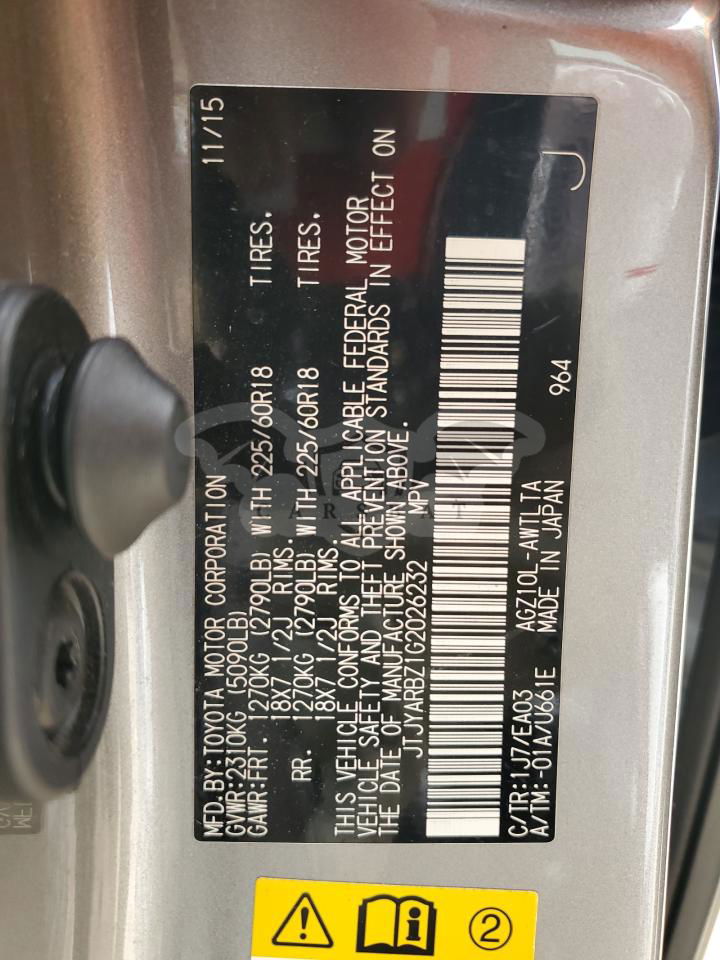 MFD.BY:TOYOTA MOTOR CORPORATION 11/15
GVWR:2310KG (5090LB)
GAWR:FRT. 1270KG (2790LB) WITH 225/60R18 TIRES.
18X7 1/2J RIMS.
RR. 1270KG (2790LB) WITH 225/60R18 TIRES.
18X7 1/2J RIMS.
THIS VEHICLE CONFORMS TO ALL APPLICABLE FEDERAL MOTOR
VEHICLE SAFETY AND THEFT PREVENTION STANDARDS IN EFFECT ON
THE DATE OF MANUFACTURE SHOWN ABOVE.
JTJYARBZ1G2026232 MPV
C/TR:1J7/EA03 AGZ10L-AWTLTA 964 J
A/TM:-01A/U661E MADE IN JAPAN
2